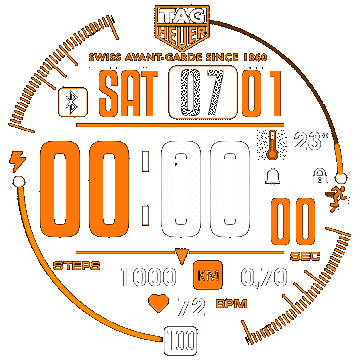 TAG
HEUER
SWISS AVANT-GARDE SINCE 1860
SAT 07 01
23°
00:00
00
SEC
STEPS
1000 KM 0,70
72 BPM
100